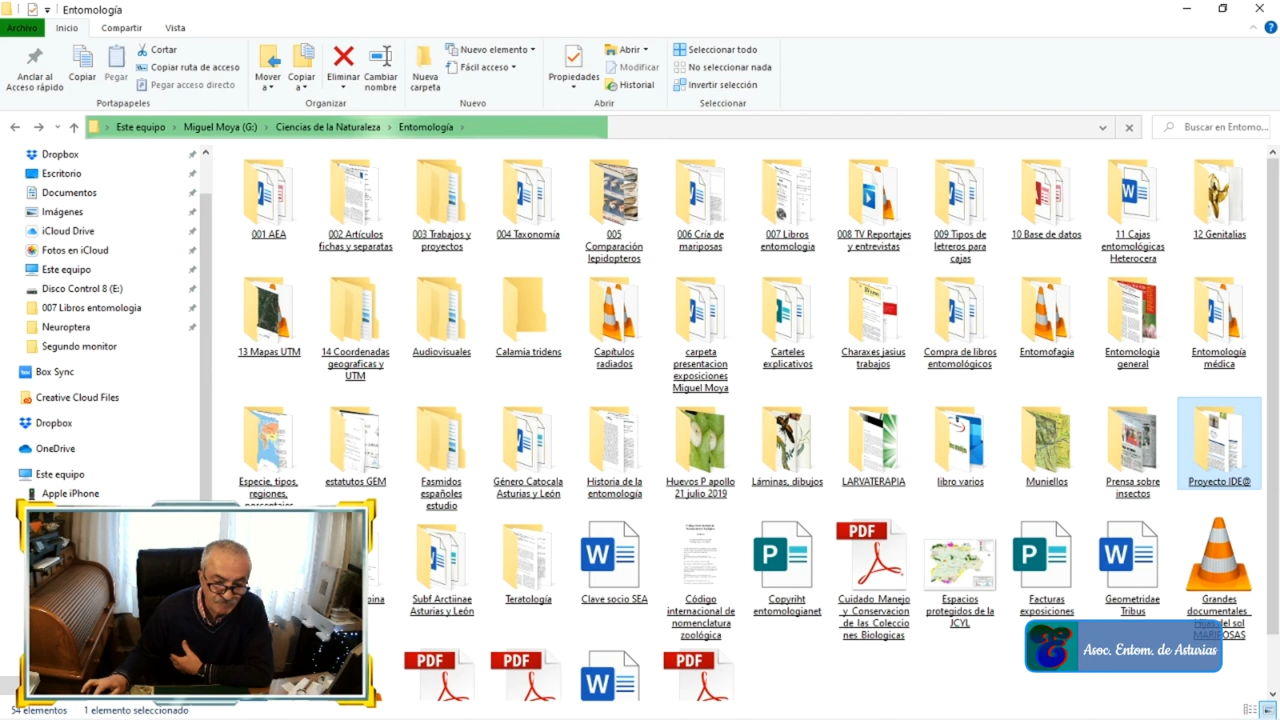 Entomología
Archivo Inicio Compartir Vista
Anclar al
Acceso rápido
Copiar
Pegar
Cortar
Copiar ruta de acceso
Pegar acceso directo
Portapapeles
Mover
a
Copiar
a
Eliminar
Cambiar
nombre
Organizar
Nueva
carpeta
Nuevo elemento
Fácil acceso
Nuevo
Propiedades
Abrir
Modificar
Historial
Abrir
Seleccionar todo
No seleccionar nada
Invertir selección
Seleccionar
Este equipo > Miguel Moya (G:) > Ciencias de la Naturaleza > Entomología >
Buscar en Entomo...
Dropbox
Escritorio
Documentos
Imágenes
iCloud Drive
Fotos en iCloud
Este equipo
Disco Control 8 (E:)
007 Libros entomologia
Neuroptera
Segundo monitor
Box Sync
Creative Cloud Files
Dropbox
OneDrive
Este equipo
Apple iPhone
001 AEA
002 Artículos
fichas y separatas
003 Trabajos y
proyectos
004 Taxonomía
005
Comparación
lepidopteros
006 Cría de
mariposas
007 Libros
entomologia
008 TV Reportajes
y entrevistas
009 Tipos de
letreros para
cajas
10 Base de datos
11 Cajas
entomológicas
Heterocera
12 Genitalias
13 Mapas UTM
14 Coordenadas
geograficas y
UTM
Audiovisuales
Calamia tridens
Capítulos
radiados
carpeta
presentacion
exposiciones
Miguel Moya
Carteles
explicativos
Charaxes jasius
trabajos
Compra de libros
entomológicos
Entomofagia
Entomologia
general
Entomología
médica
Especie, tipos,
regiones,
estatutos GEM
Fasmidos
españoles
estudio
Género Catocala
Asturias y León
Historia de la
entomología
Huevos P apollo
21 julio 2019
Láminas, dibujos
LARVATERAPIA
libro varios
Muniellos
Prensa sobre
insectos
Proyecto IDE@
Subf Arctiinae
Asturias y León
Teratología
Clave socio SEA
Código
internacional de
nomenclatura
zoológica
Copyriht
entomologianet
PDF
Cuidado Manejo
y Conservacion
de las Coleccio
nes Biologicas
Espacios
protegidos de la
JCYL
Facturas
exposiciones
Geometridae
Tribus
Grandes
documentales_
Hijas del sol
MARIPOSAS
PDF
PDF
PDF
Asoc. Entom. de Asturias
54 elementos 1 elemento seleccionado